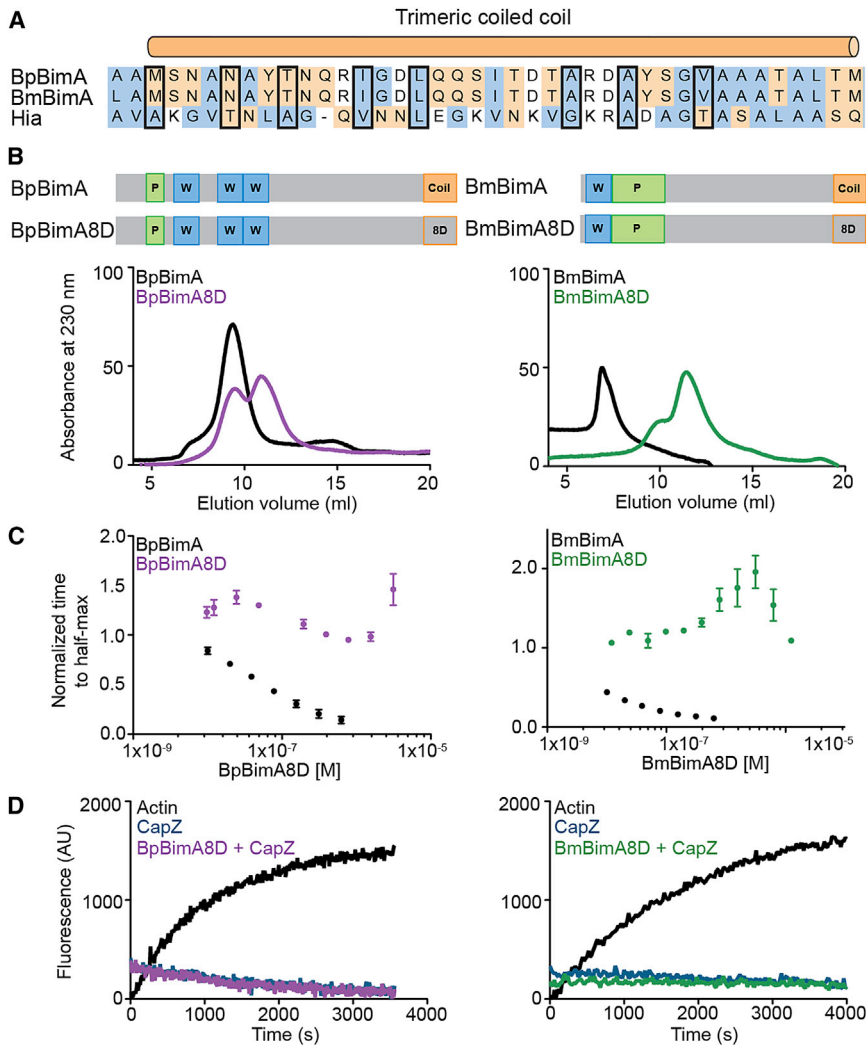 A
Trimeric coiled coil
BpBimA A A M S N A N A Y T N Q R I G D L Q Q S I T D T A R D A Y S G V A A A T A L T M
BmBimA L A M S N A N A Y T N Q R I G D L Q Q S I T D T A R D A Y S G V A A A T A L T M
Hia A V A K G V T N L A G - Q V N N L E G K V N K V G K R A D A G T A S A L A A S Q
B
BpBimA P W W W Coil
BpBimA8D P W W W 8D
BmBimA W P Coil
BmBimA8D W P 8D
Absorbance at 230 nm
100
50
0
BpBimA
BpBimA8D
5 10 15 20
Elution volume (ml)
100
50
0
BmBimA
BmBimA8D
5 10 15 20
Elution volume (ml)
C
Normalized time
to half-max
2.0
1.5
1.0
0.5
0.0
BpBimA
BpBimA8D
1x10-9 1x10-7 1x10-5
BpBimA8D [M]
2.0
1.0
0.0
BmBimA
BmBimA8D
1x10-9 1x10-7 1x10-5
BmBimA8D [M]
D
Fluorescence (AU)
2000
1000
0
Actin
CapZ
BpBimA8D + CapZ
0 1000 2000 3000 4000
Time (s)
2000
1000
0
Actin
CapZ
BmBimA8D + CapZ
0 1000 2000 3000 4000
Time (s)